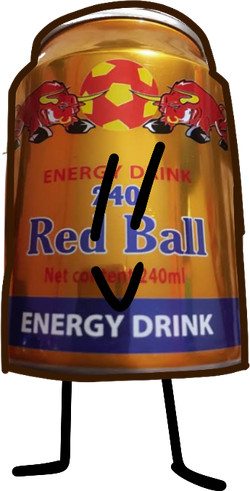 ENERGY DRINK
240
Red Ball
Net content 240ml
ENERGY DRINK